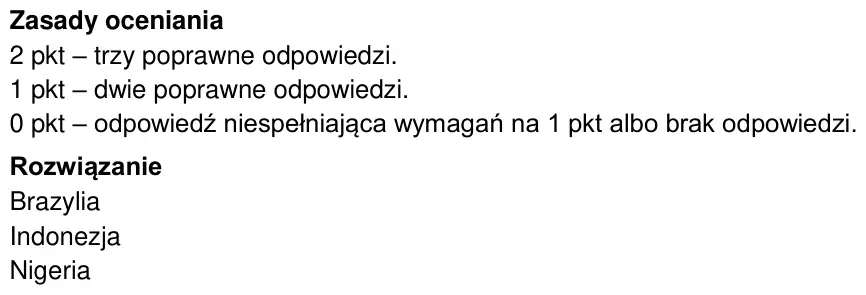 Zasady oceniania
2 pkt – trzy poprawne odpowiedzi.
1 pkt – dwie poprawne odpowiedzi.
0 pkt – odpowiedź niespełniająca wymagań na 1 pkt albo brak odpowiedzi.
Rozwiązanie
Brazylia
Indonezja
Nigeria